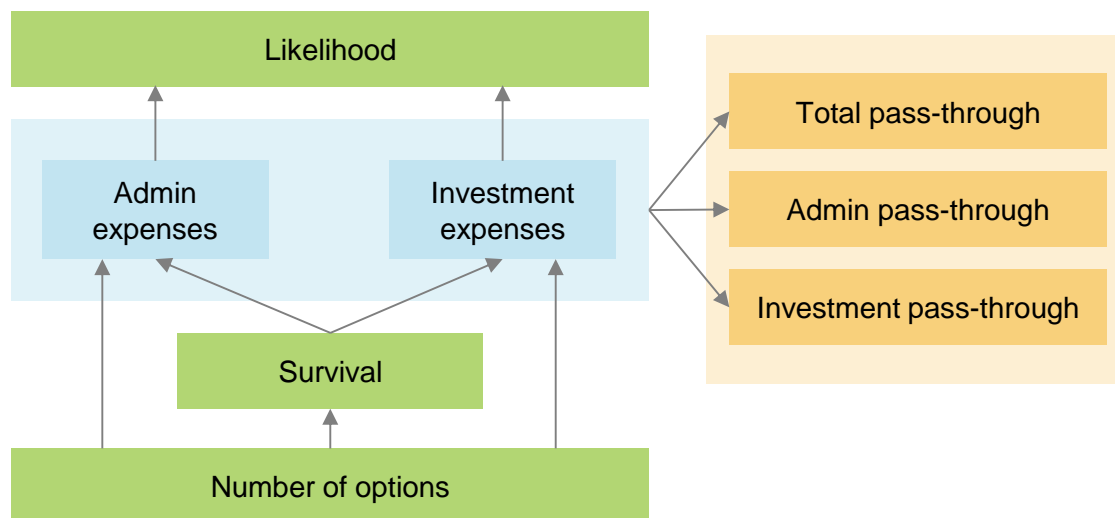 Likelihood
Admin
expenses
Investment
expenses
Survival
Number of options
Total pass-through
Admin pass-through
Investment pass-through